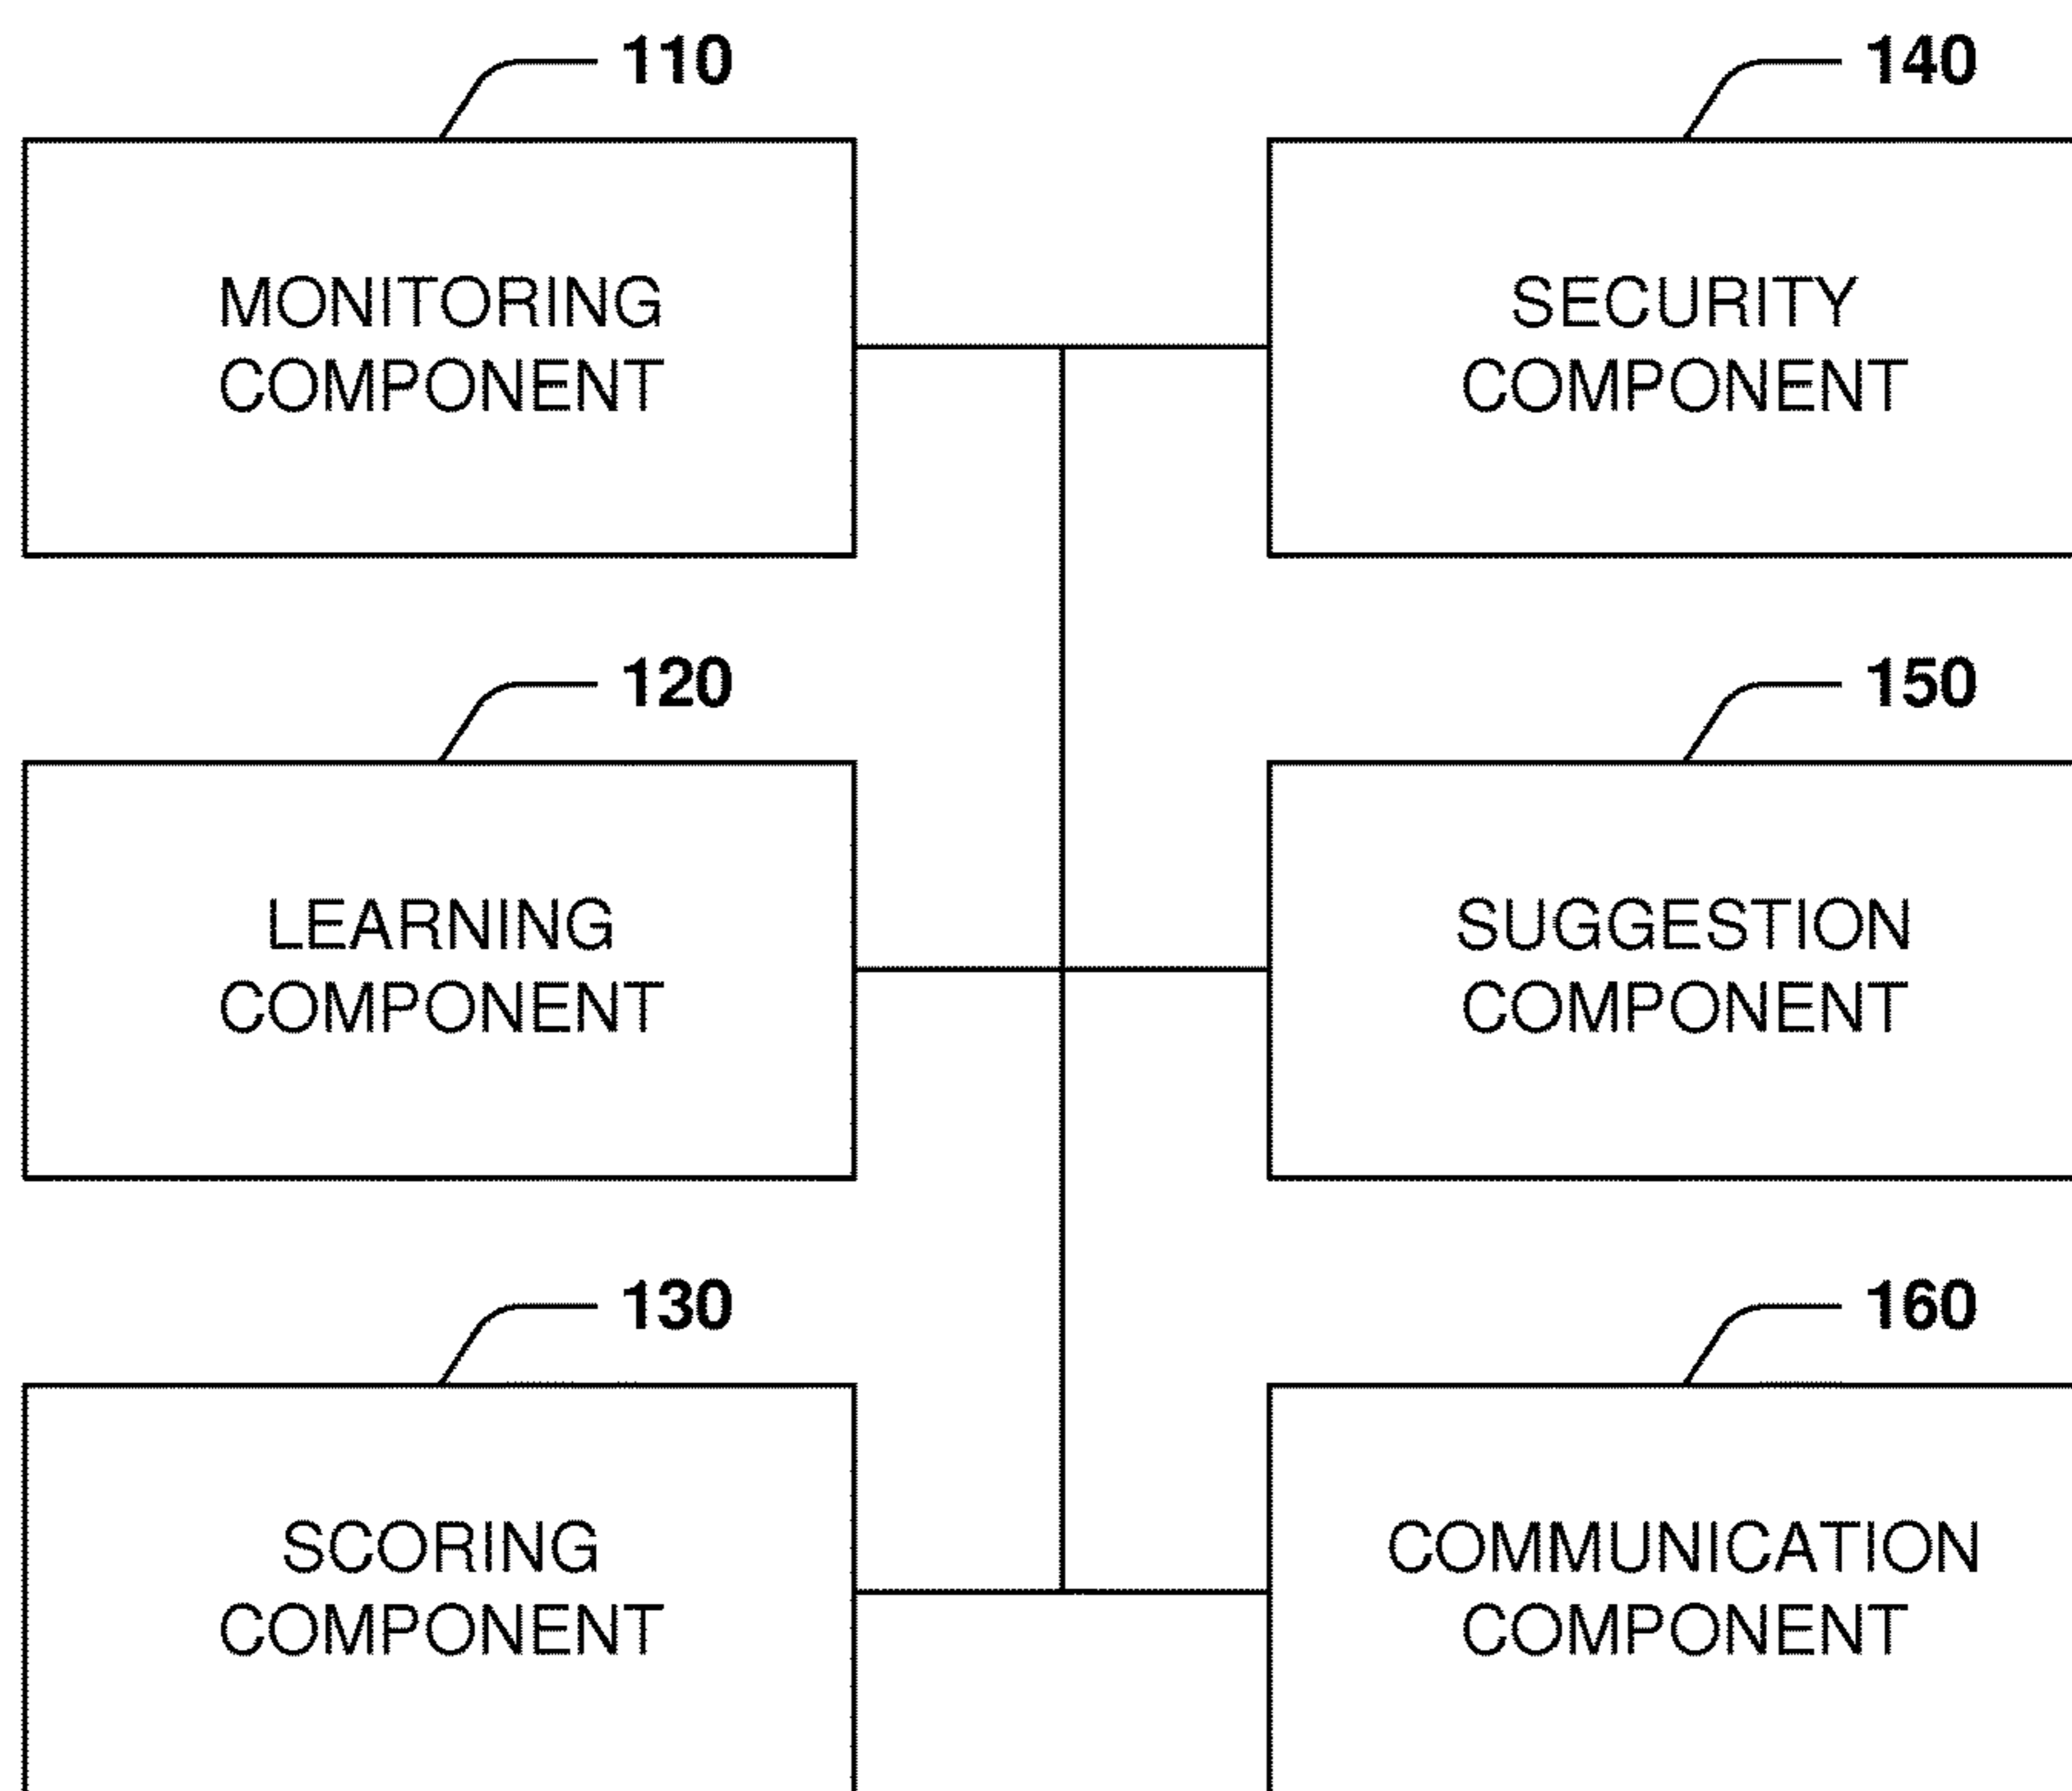 110
MONITORING
COMPONENT
140
SECURITY
COMPONENT
120
LEARNING
COMPONENT
150
SUGGESTION
COMPONENT
130
SCORING
COMPONENT
160
COMMUNICATION
COMPONENT